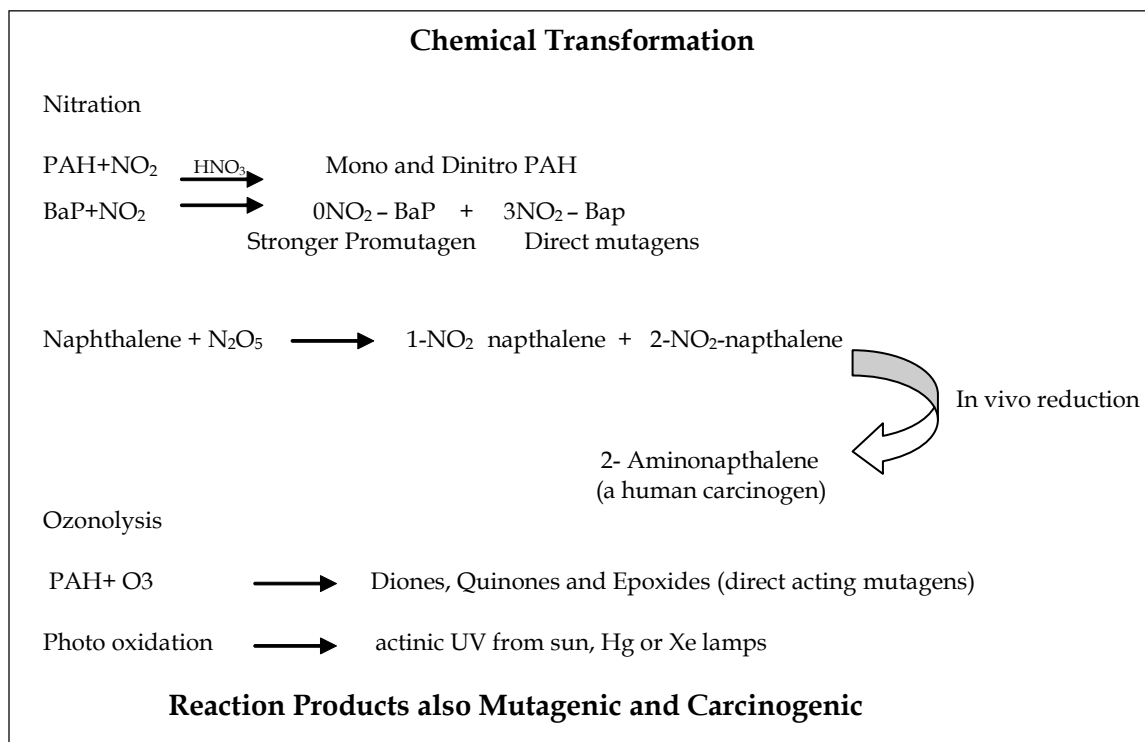 Chemical Transformation
Nitration
PAH+NO₂ HNO₃ Mono and Dinitro PAH
BaP+NO₂ 0NO₂ – BaP + 3NO₂ – Bap
Stronger Promutagen Direct mutagens
Naphthalene + N₂O₅ 1-NO₂ napthalene + 2-NO₂-napthalene
In vivo reduction
2- Aminonapthalene
(a human carcinogen)
Ozonolysis
PAH+ O3 Diones, Quinones and Epoxides (direct acting mutagens)
Photo oxidation actinic UV from sun, Hg or Xe lamps
Reaction Products also Mutagenic and Carcinogenic